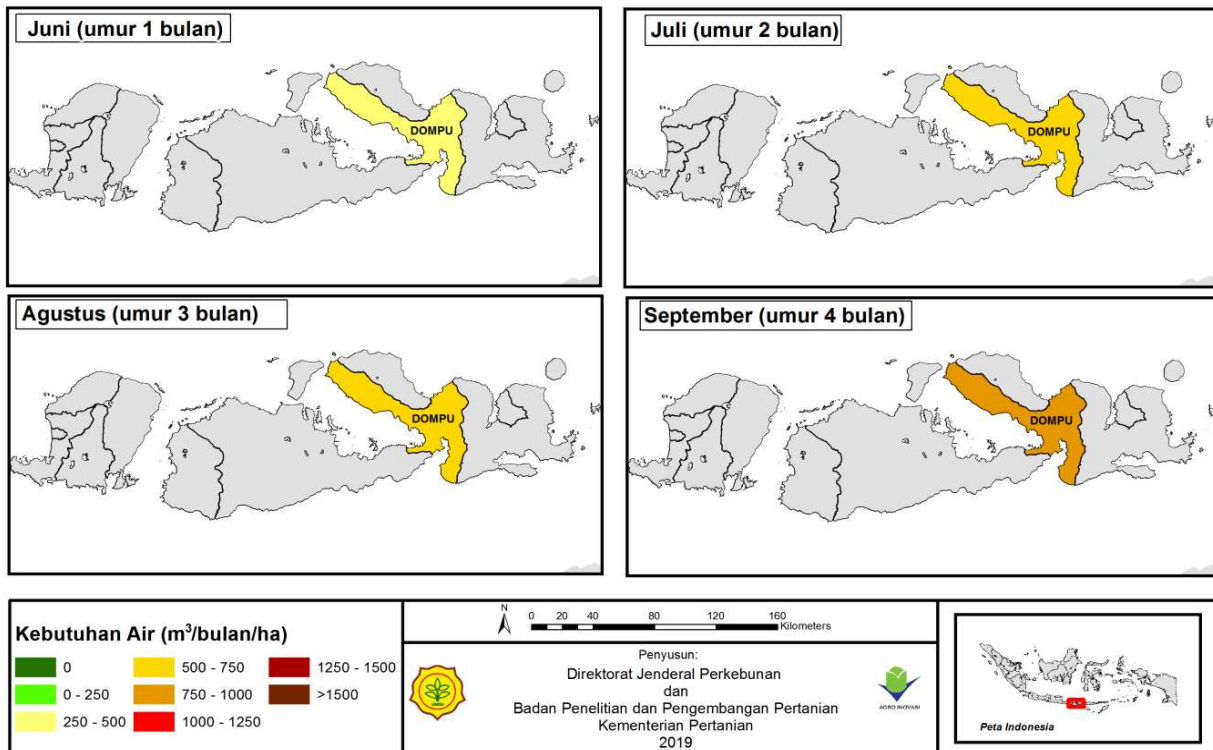 Juni (umur 1 bulan)
DOMPU
Juli (umur 2 bulan)
DOMPU
Agustus (umur 3 bulan)
DOMPU
September (umur 4 bulan)
DOMPU
Kebutuhan Air (m³/bulan/ha)
0
0 - 250
250 - 500
500 - 750
750 - 1000
1000 - 1250
1250 - 1500
>1500
N
0 20 40 80 120 160
Kilometers
Penyusun:
Direktorat Jenderal Perkebunan
dan
Badan Penelitian dan Pengembangan Pertanian
Kementerian Pertanian
2019
AGRO INOVASI
Peta Indonesia